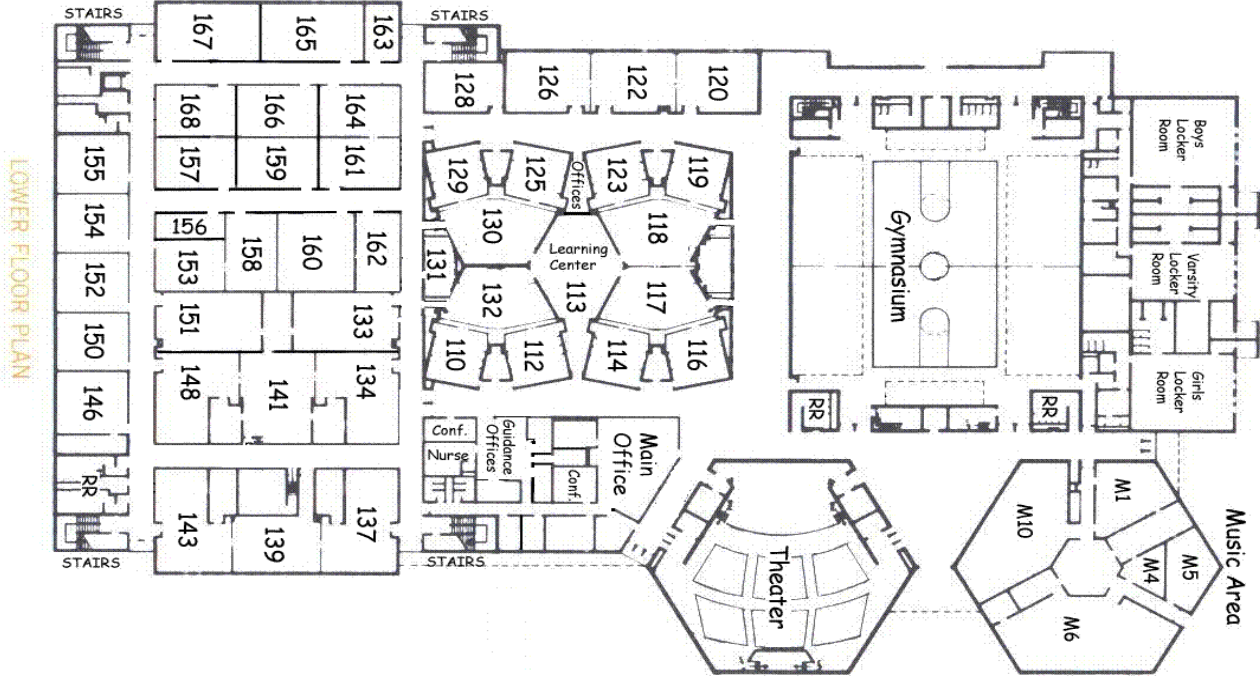 STAIRS
STAIRS
167
165
163
128
126
122
120
168
166
164
157
159
161
155
154
152
150
146
156
153
158
160
162
151
133
148
141
134
143
139
137
RR
STAIRS
STAIRS
129
125
Offices
123
119
130
118
131
Learning
Center
113
132
117
110
112
114
116
Conf.
Nurse
Guidance
Offices
Conf.
Main
Office
Gymnasium
RR
RR
Boys
Locker
Room
Varsity
Locker
Room
Girls
Locker
Room
Theater
M10
M1
M5
M4
M6
Music Area
LOWER FLOOR PLAN